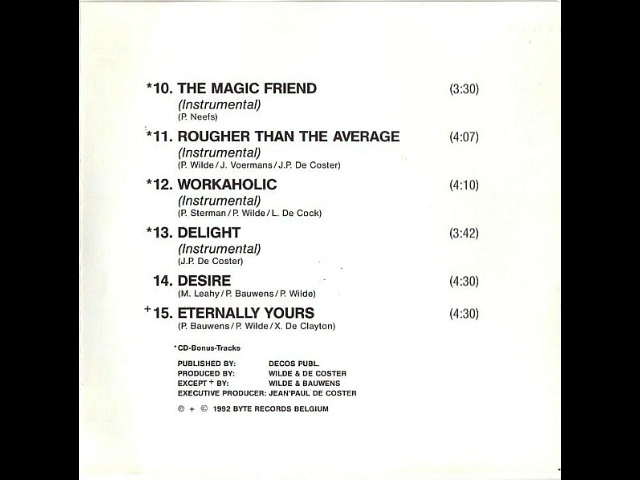 *10. THE MAGIC FRIEND (3:30)
(Instrumental)
(P. Neefs)
*11. ROUGHER THAN THE AVERAGE (4:07)
(Instrumental)
(P. Wilde/J. Voermans/J.P. De Coster)
*12. WORKAHOLIC (4:10)
(Instrumental)
(P. Sterman/P. Wilde/L. De Cock)
*13. DELIGHT (3:42)
(Instrumental)
(J.P. De Coster)
14. DESIRE (4:30)
(M. Leahy/P. Bauwens/P. Wilde)
+15. ETERNALLY YOURS (4:30)
(P. Bauwens/P. Wilde/X. De Clayton)
*CD-Bonus-Tracks
PUBLISHED BY: DECOS PUBL.
PRODUCED BY: WILDE & DE COSTER
EXCEPT + BY: WILDE & BAUWENS
EXECUTIVE PRODUCER: JEAN'PAUL DE COSTER
℗ + © 1992 BYTE RECORDS BELGIUM